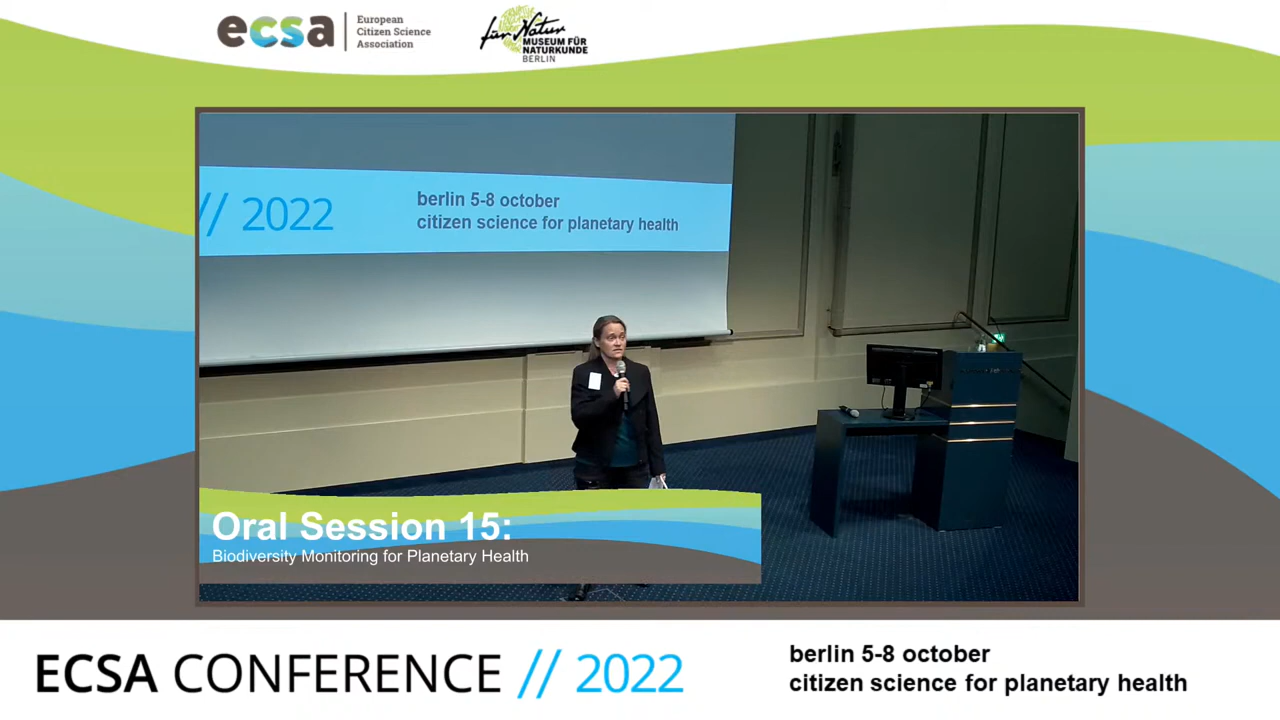 ecsa
European
Citizen Science
Association
für Natur
MUSEUM FÜR
NATURKUNDE
BERLIN
// 2022
berlin 5-8 october
citizen science for planetary health
Oral Session 15:
Biodiversity Monitoring for Planetary Health
ECSA CONFERENCE // 2022
berlin 5-8 october
citizen science for planetary health